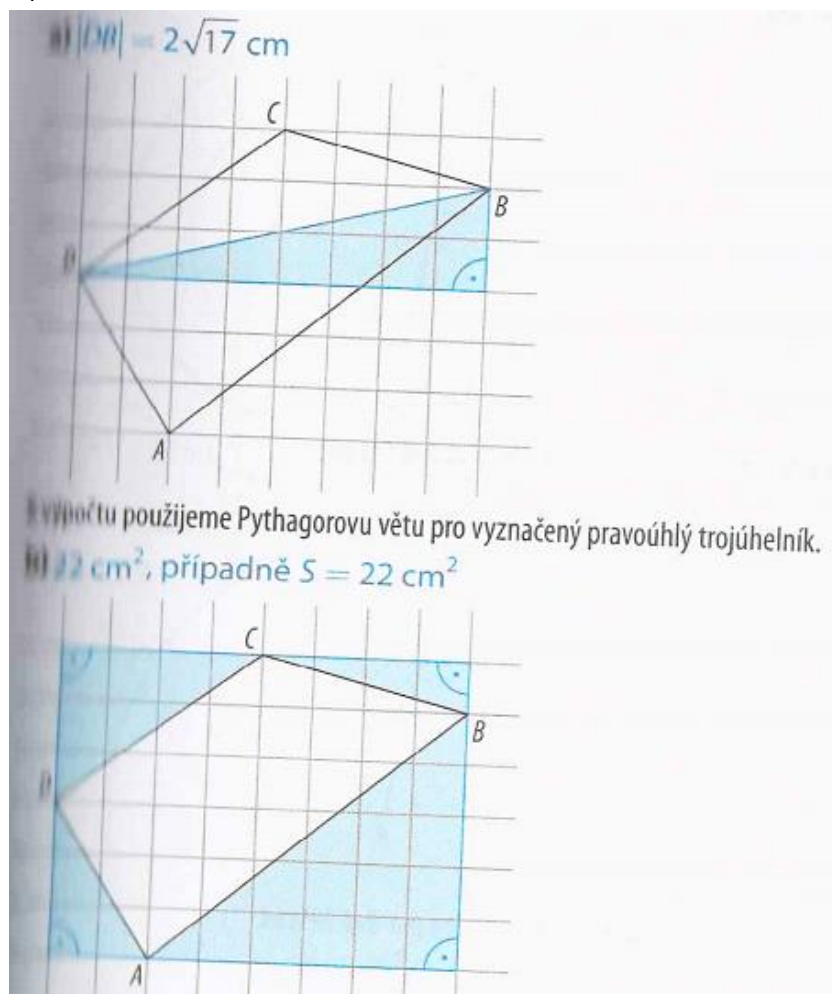 a) |DB| = 2√17 cm
C
B
D
A
K výpočtu použijeme Pythagorovu větu pro vyznačený pravoúhlý trojúhelník.
b) 22 cm², případně S = 22 cm²
C
B
D
A